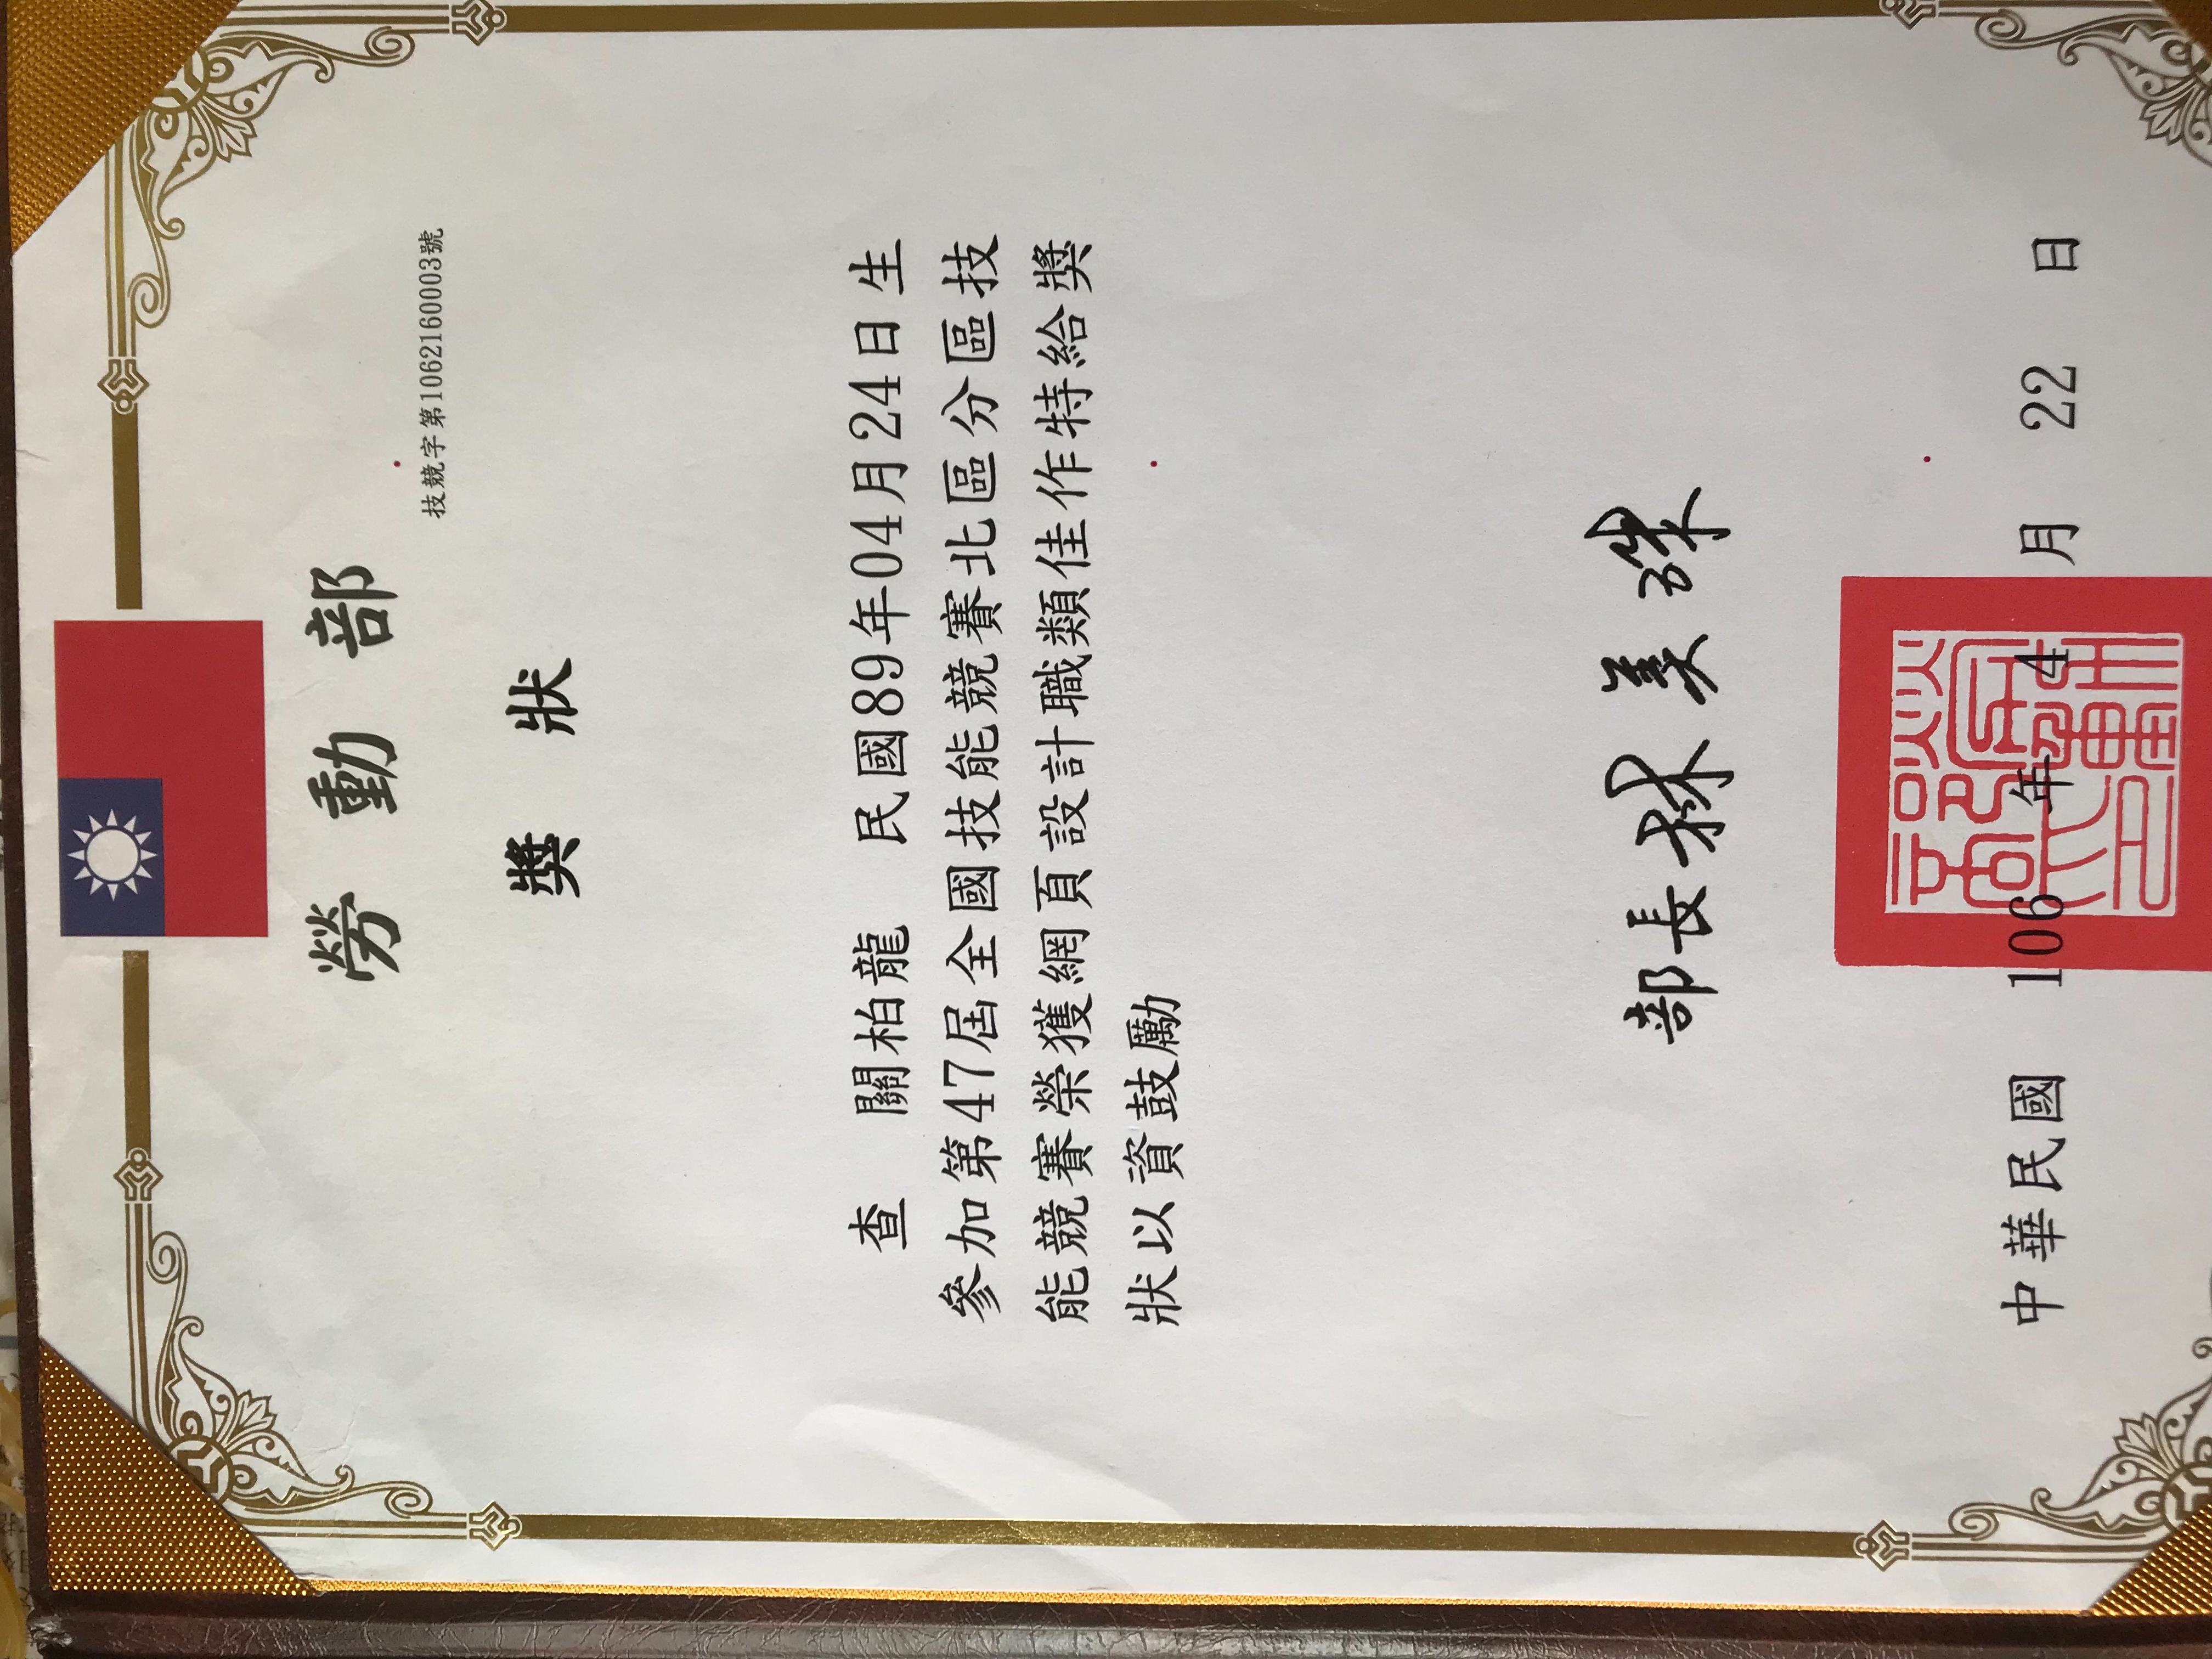 勞動部
技競字第1062160003號
獎狀
查 關柏龍 民國89年04月24日生
參加第47屆全國技能競賽北區分區技
能競賽榮獲網頁設計職類佳作特給獎
狀以資鼓勵
部長林美珠
中華民國 106 年 4 月 22 日
勞動部印